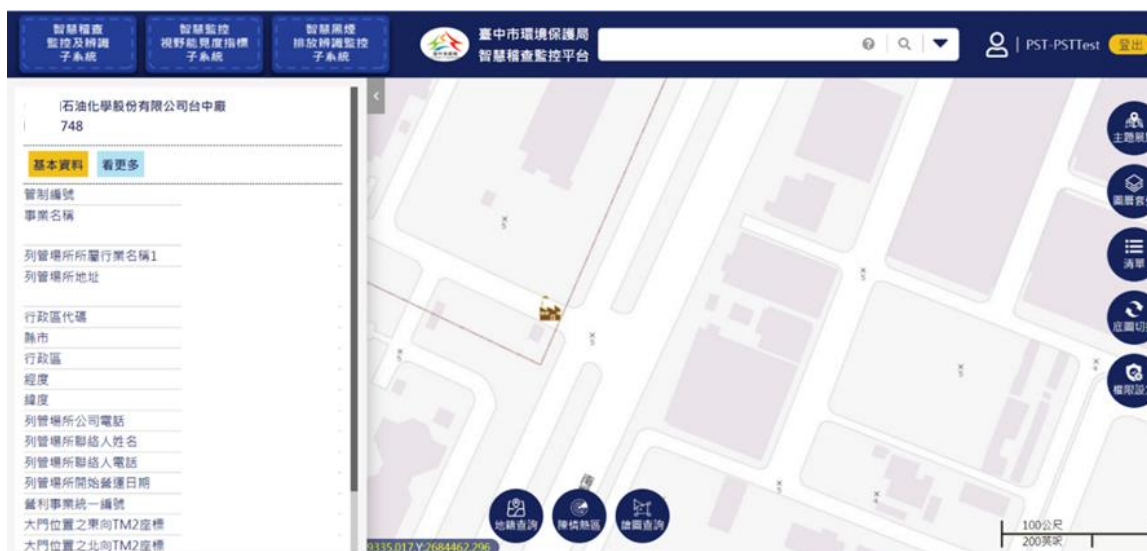 智慧稽查
監控及辨識
子系統
智慧監控
視野能見度指標
子系統
智慧黑煙
排放辨識監控
子系統
臺中市環境保護局
智慧稽查監控平台
PST-PSTTest
登出
石油化學股份有限公司台中廠
748
基本資料
看更多
管制編號
事業名稱
列管場所所屬行業名稱1
列管場所地址
行政區代碼
縣市
行政區
經度
緯度
列管場所公司電話
列管場所聯絡人姓名
列管場所聯絡人電話
列管場所開始營運日期
營利事業統一編號
大門位置之東向TM2座標
大門位置之北向TM2座標
主題展
圖層套
清單
底圖切
權限設
地籍查詢
陳情熱區
繪圖查詢
9335.017,Y:2684462.296
100公尺
200英呎